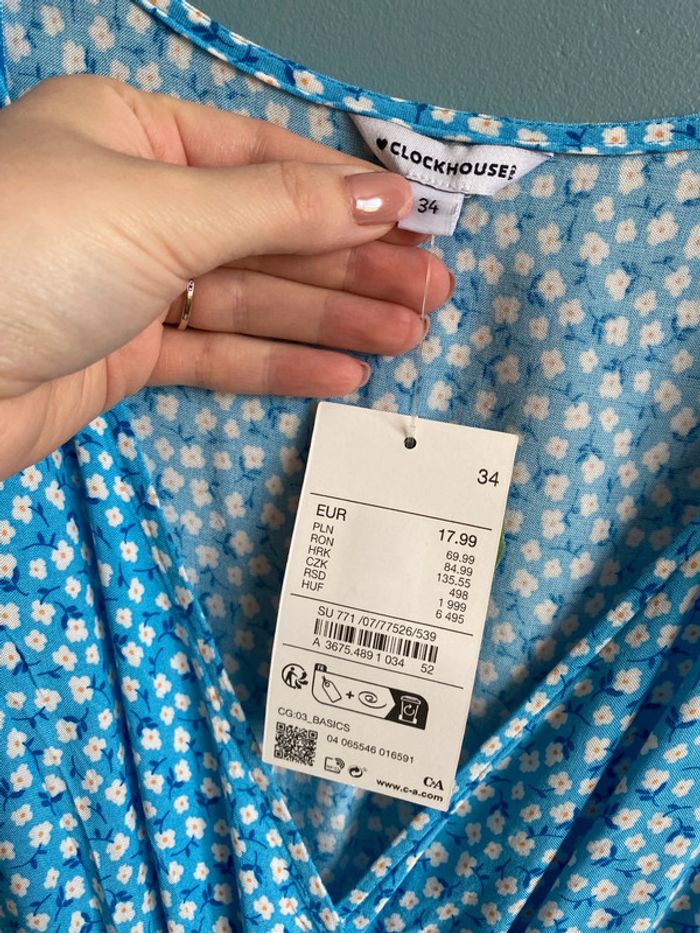 ♥CLOCKHOUSE
34
34
EUR 17.99
PLN 69.99
RON 84.99
HRK 135.55
CZK 498
RSD 1 999
HUF 6 495
SU 771 /07/77526/539
A 3675.489 1 034 52
FR
+
CG:03_BASICS
04 065546 016591
C&A
www.c-a.com